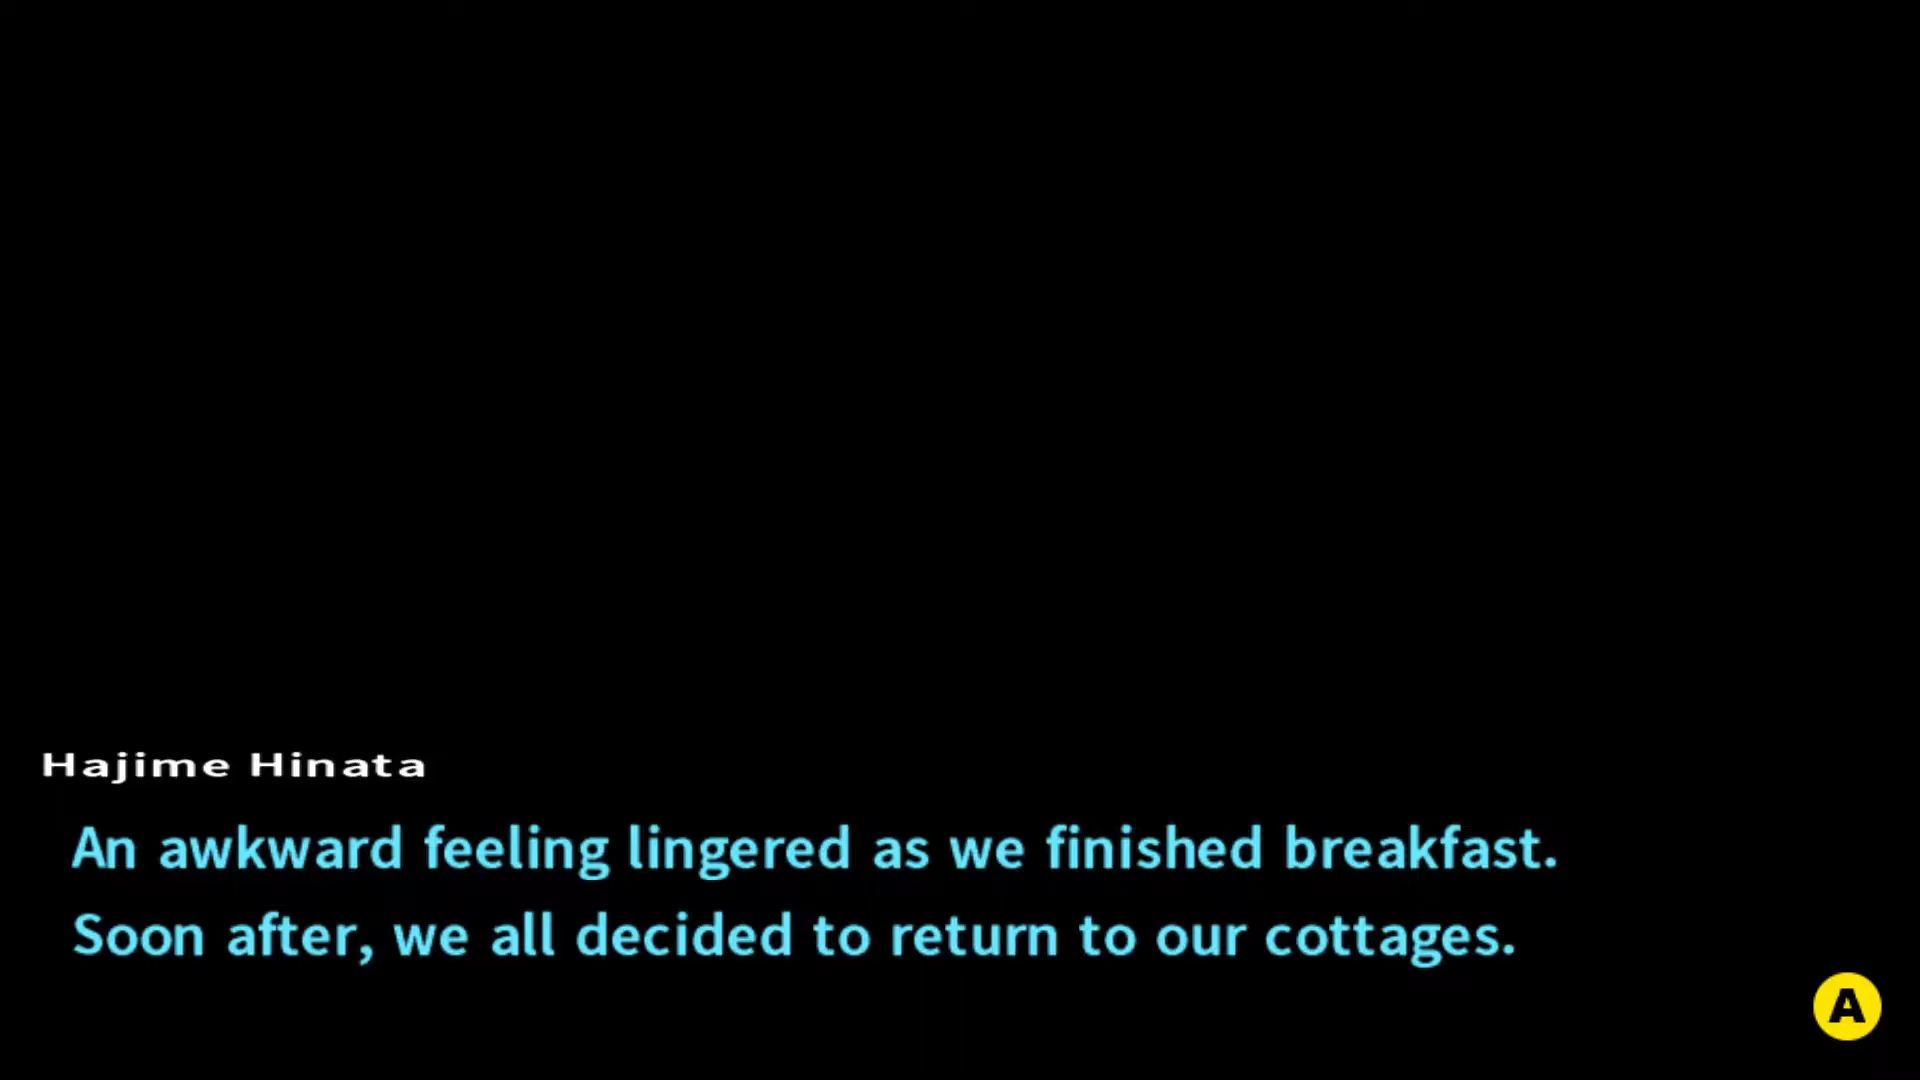 Hajime Hinata
An awkward feeling lingered as we finished breakfast.
Soon after, we all decided to return to our cottages.
A